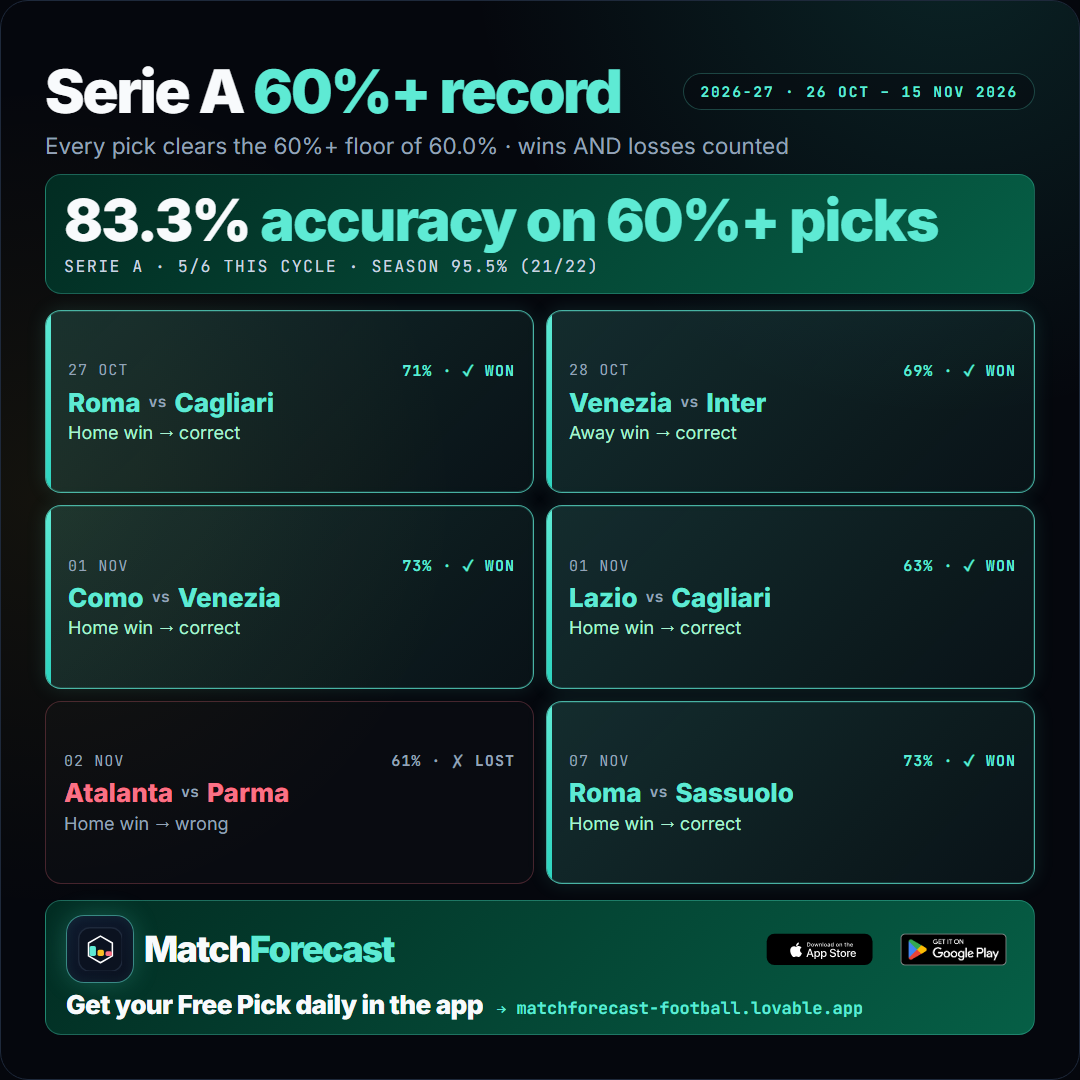 Serie A 60%+ record
2026-27 · 26 OCT – 15 NOV 2026
Every pick clears the 60%+ floor of 60.0% · wins AND losses counted
83.3% accuracy on 60%+ picks
SERIE A · 5/6 THIS CYCLE · SEASON 95.5% (21/22)
27 OCT
71% · ✓ WON
Roma vs Cagliari
Home win → correct
28 OCT
69% · ✓ WON
Venezia vs Inter
Away win → correct
01 NOV
73% · ✓ WON
Como vs Venezia
Home win → correct
01 NOV
63% · ✓ WON
Lazio vs Cagliari
Home win → correct
02 NOV
61% · ✗ LOST
Atalanta vs Parma
Home win → wrong
07 NOV
73% · ✓ WON
Roma vs Sassuolo
Home win → correct
MatchForecast
Download on the
App Store
GET IT ON
Google Play
Get your Free Pick daily in the app → matchforecast-football.lovable.app